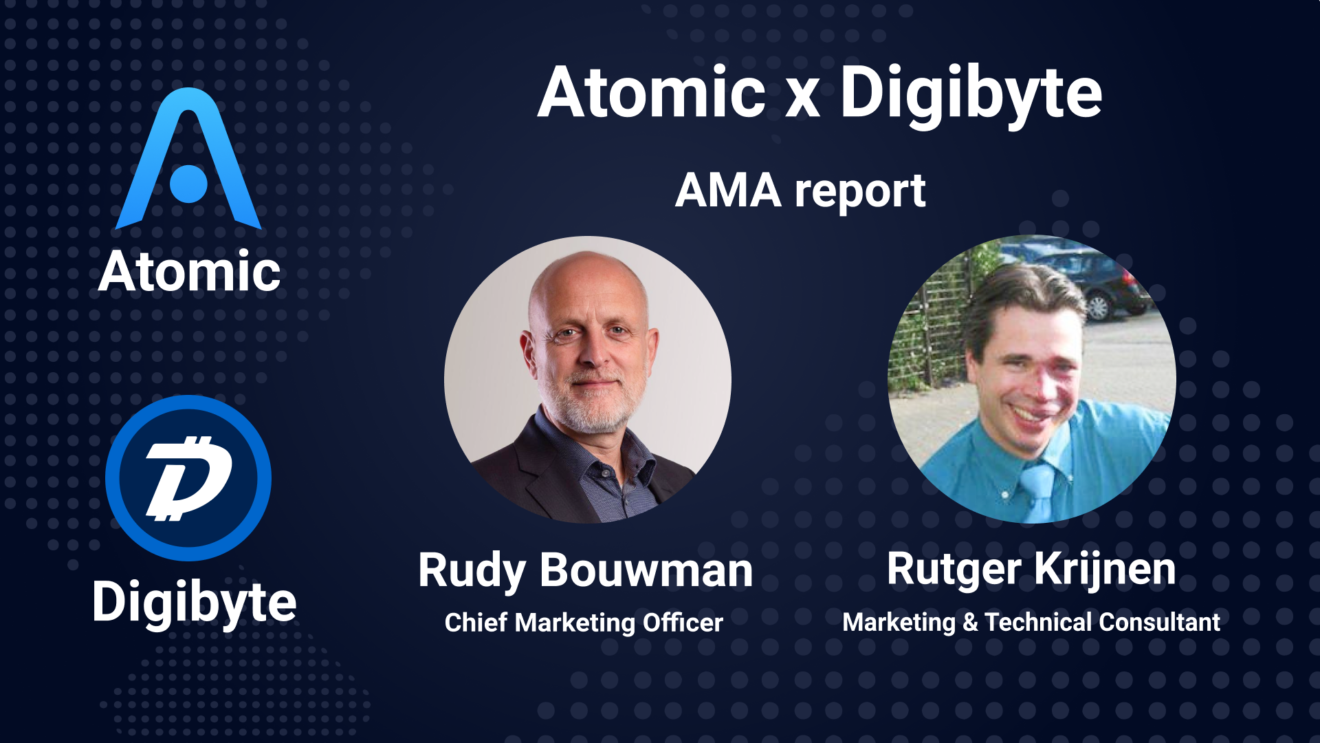 Atomic x Digibyte
AMA report
Atomic
Digibyte
Rudy Bouwman
Chief Marketing Officer
Rutger Krijnen
Marketing & Technical Consultant